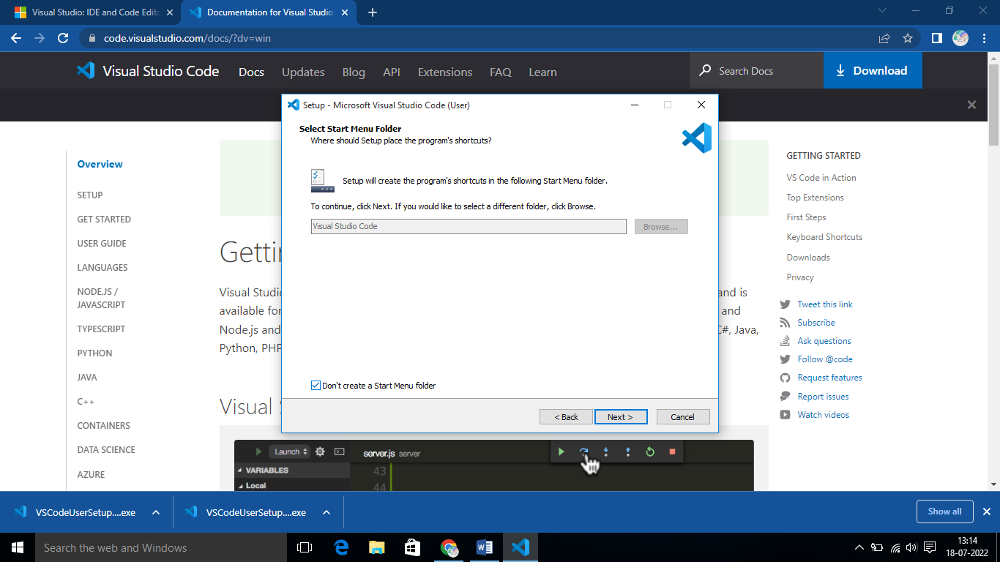 Visual Studio: IDE and Code Edito
Documentation for Visual Studio
code.visualstudio.com/docs/?dv=win
Visual Studio Code
Docs
Updates
Blog
API
Extensions
FAQ
Learn
Search Docs
Download
Setup - Microsoft Visual Studio Code (User)
Select Start Menu Folder
Where should Setup place the program's shortcuts?
Setup will create the program's shortcuts in the following Start Menu folder.
To continue, click Next. If you would like to select a different folder, click Browse.
Visual Studio Code
Browse...
Don't create a Start Menu folder
< Back
Next >
Cancel
Overview
SETUP
GET STARTED
USER GUIDE
LANGUAGES
NODE.JS /
JAVASCRIPT
TYPESCRIPT
PYTHON
JAVA
C++
CONTAINERS
DATA SCIENCE
AZURE
Getti
Visual Studi and is
available for and
Node.js and C#, Java,
Python, PHP
Visual S
Launch
server.js server
VARIABLES
Local
43
44
GETTING STARTED
VS Code in Action
Top Extensions
First Steps
Keyboard Shortcuts
Downloads
Privacy
Tweet this link
Subscribe
Ask questions
Follow @code
Request features
Report issues
Watch videos
VSCodeUserSetup....exe
VSCodeUserSetup....exe
Show all
Search the web and Windows
13:14
18-07-2022